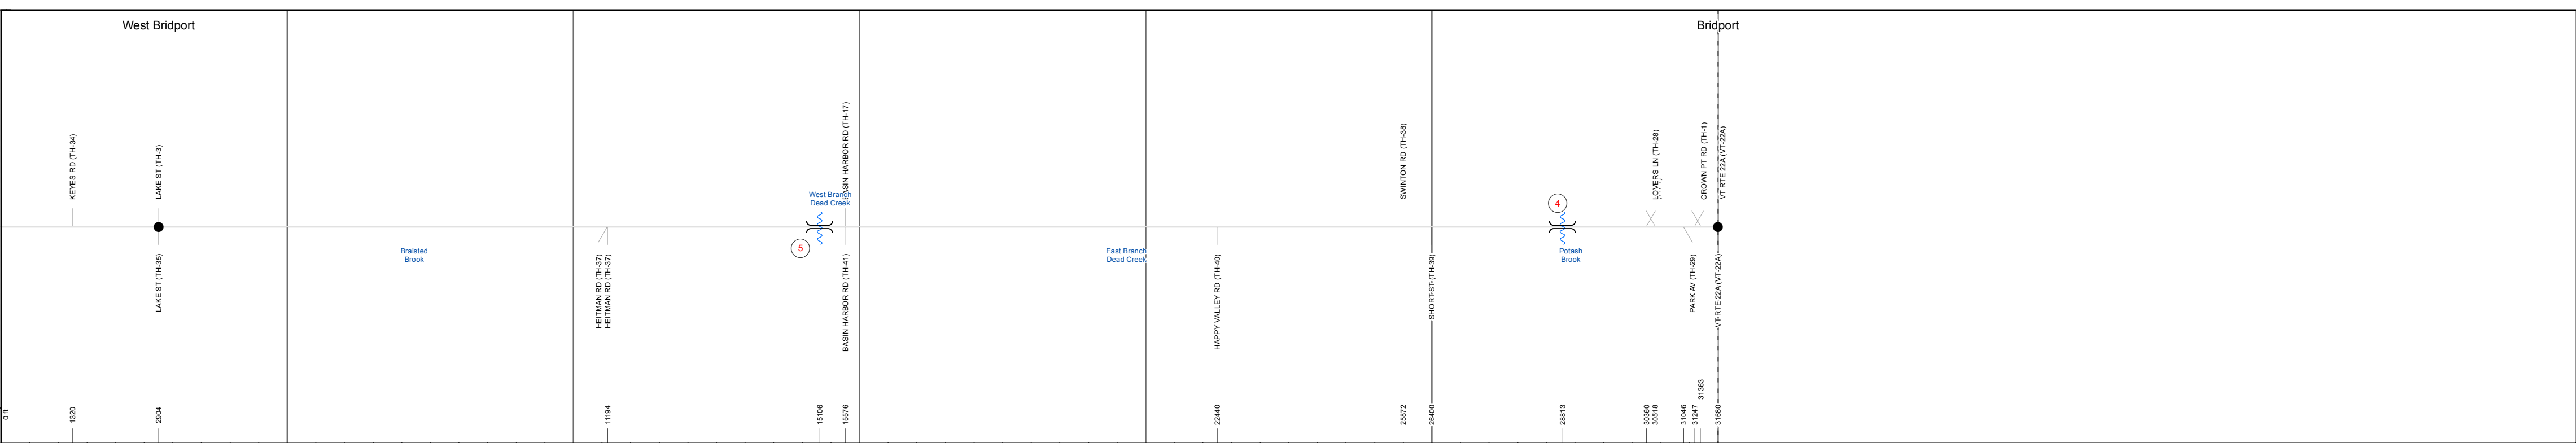 West Bridport
Bridport
KEYES RD (TH-34)
LAKE ST (TH-3)
BASIN HARBOR RD (TH-17)
SWINTON RD (TH-38)
LOVERS LN (TH-28)
CROWN PT RD (TH-1)
VT RTE 22A (VT-22A)
West Branch
Dead Creek
4
5
Braisted
Brook
East Branch
Dead Creek
Potash
Brook
LAKE ST (TH-35)
HEITMAN RD (TH-37)
HEITMAN RD (TH-37)
BASIN HARBOR RD (TH-41)
HAPPY VALLEY RD (TH-40)
SHORT ST (TH-39)
PARK AV (TH-29)
VT RTE 22A (VT-22A)
0 ft
1320
2904
11194
15106
15576
22440
25872
26400
28813
30360
30518
31046
31247
31363
31680